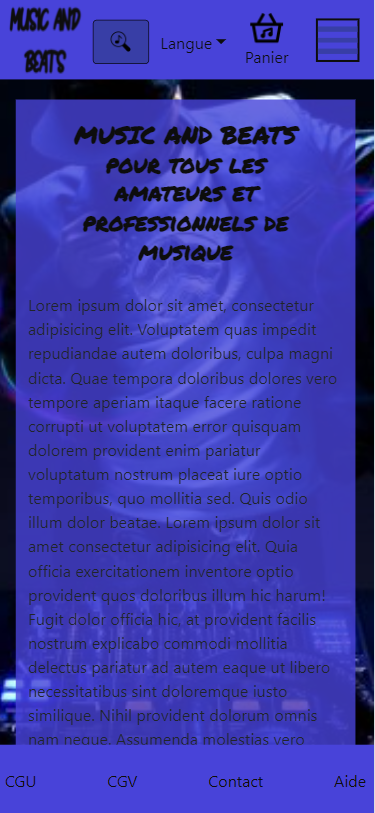 MUSIC AND
BEATS
Langue
Panier
MUSIC AND BEATS
POUR TOUS LES
AMATEURS ET
PROFESSIONNELS DE
MUSIQUE
Lorem ipsum dolor sit amet, consectetur
adipisicing elit. Voluptatem quas impedit
repudiandae autem doloribus, culpa magni
dicta. Quae tempora doloribus dolores vero
tempore aperiam itaque facere ratione
corrupti ut voluptatem error quisquam
dolorem provident enim pariatur
voluptatum nostrum placeat iure optio
temporibus, quo mollitia sed. Quis odio
illum dolor beatae. Lorem ipsum dolor sit
amet consectetur adipisicing elit. Quia
officia exercitationem inventore optio
provident quos doloribus illum hic harum!
Fugit dolor officia hic, at provident facilis
nostrum explicabo commodi mollitia
delectus pariatur ad autem eaque ut libero
necessitatibus sint doloremque iusto
similique. Nihil provident dolorum omnis
nam neque. Assumenda molestias vero
CGU
CGV
Contact
Aide